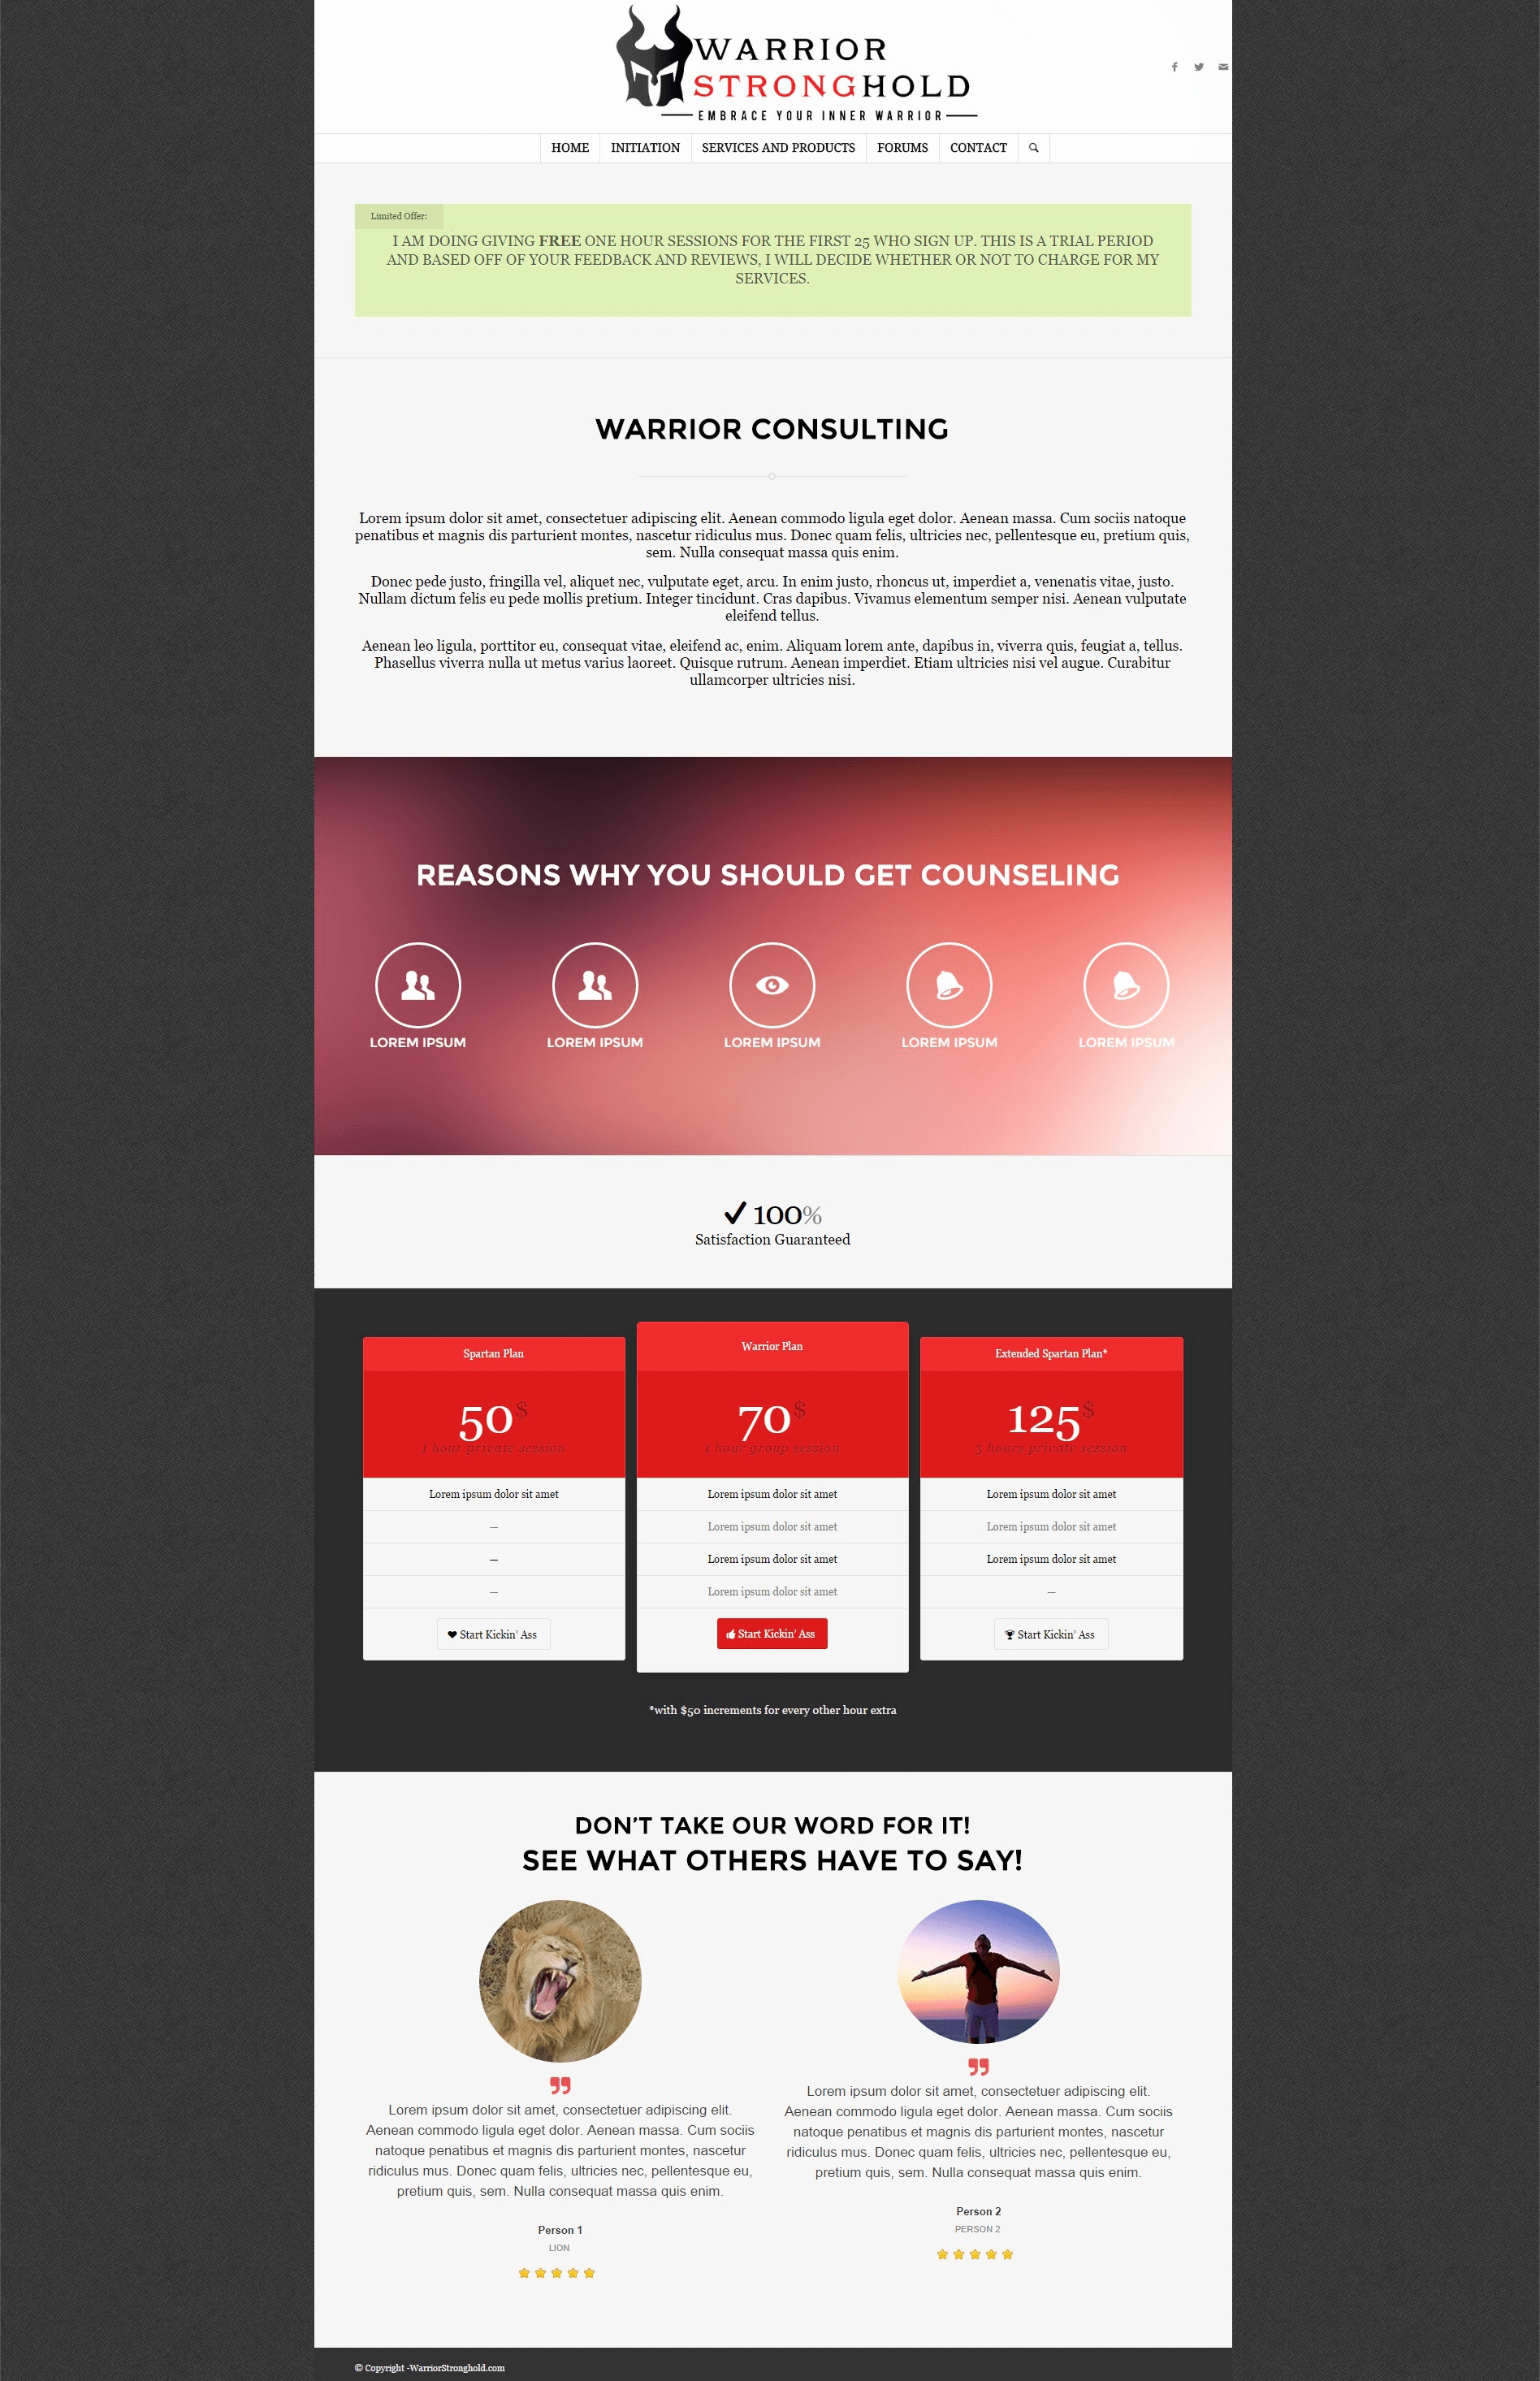 WARRIOR
STRONGHOLD
EMBRACE YOUR INNER WARRIOR
HOME INITIATION SERVICES AND PRODUCTS FORUMS CONTACT
Limited Offer:
I AM DOING GIVING FREE ONE HOUR SESSIONS FOR THE FIRST 25 WHO SIGN UP. THIS IS A TRIAL PERIOD
AND BASED OFF OF YOUR FEEDBACK AND REVIEWS, I WILL DECIDE WHETHER OR NOT TO CHARGE FOR MY
SERVICES.
WARRIOR CONSULTING
Lorem ipsum dolor sit amet, consectetuer adipiscing elit. Aenean commodo ligula eget dolor. Aenean massa. Cum sociis natoque
penatibus et magnis dis parturient montes, nascetur ridiculus mus. Donec quam felis, ultricies nec, pellentesque eu, pretium quis,
sem. Nulla consequat massa quis enim.
Donec pede justo, fringilla vel, aliquet nec, vulputate eget, arcu. In enim justo, rhoncus ut, imperdiet a, venenatis vitae, justo.
Nullam dictum felis eu pede mollis pretium. Integer tincidunt. Cras dapibus. Vivamus elementum semper nisi. Aenean vulputate
eleifend tellus.
Aenean leo ligula, porttitor eu, consequat vitae, eleifend ac, enim. Aliquam lorem ante, dapibus in, viverra quis, feugiat a, tellus.
Phasellus viverra nulla ut metus varius laoreet. Quisque rutrum. Aenean imperdiet. Etiam ultricies nisi vel augue. Curabitur
ullamcorper ultricies nisi.
REASONS WHY YOU SHOULD GET COUNSELING
LOREM IPSUM LOREM IPSUM LOREM IPSUM LOREM IPSUM LOREM IPSUM
100%
Satisfaction Guaranteed
Spartan Plan
50$
1 hour private session
Lorem ipsum dolor sit amet
—
—
—
Start Kickin' Ass
Warrior Plan
70$
1 hour group session
Lorem ipsum dolor sit amet
Lorem ipsum dolor sit amet
Lorem ipsum dolor sit amet
Lorem ipsum dolor sit amet
Start Kickin' Ass
Extended Spartan Plan*
125$
3 hours private session
Lorem ipsum dolor sit amet
Lorem ipsum dolor sit amet
Lorem ipsum dolor sit amet
—
Start Kickin' Ass
*with $50 increments for every other hour extra
DON'T TAKE OUR WORD FOR IT!
SEE WHAT OTHERS HAVE TO SAY!
Lorem ipsum dolor sit amet, consectetuer adipiscing elit.
Aenean commodo ligula eget dolor. Aenean massa. Cum sociis
natoque penatibus et magnis dis parturient montes, nascetur
ridiculus mus. Donec quam felis, ultricies nec, pellentesque eu,
pretium quis, sem. Nulla consequat massa quis enim.
Person 1
LION
Lorem ipsum dolor sit amet, consectetuer adipiscing elit.
Aenean commodo ligula eget dolor. Aenean massa. Cum sociis
natoque penatibus et magnis dis parturient montes, nascetur
ridiculus mus. Donec quam felis, ultricies nec, pellentesque eu,
pretium quis, sem. Nulla consequat massa quis enim.
Person 2
PERSON 2
© Copyright -WarriorStronghold.com